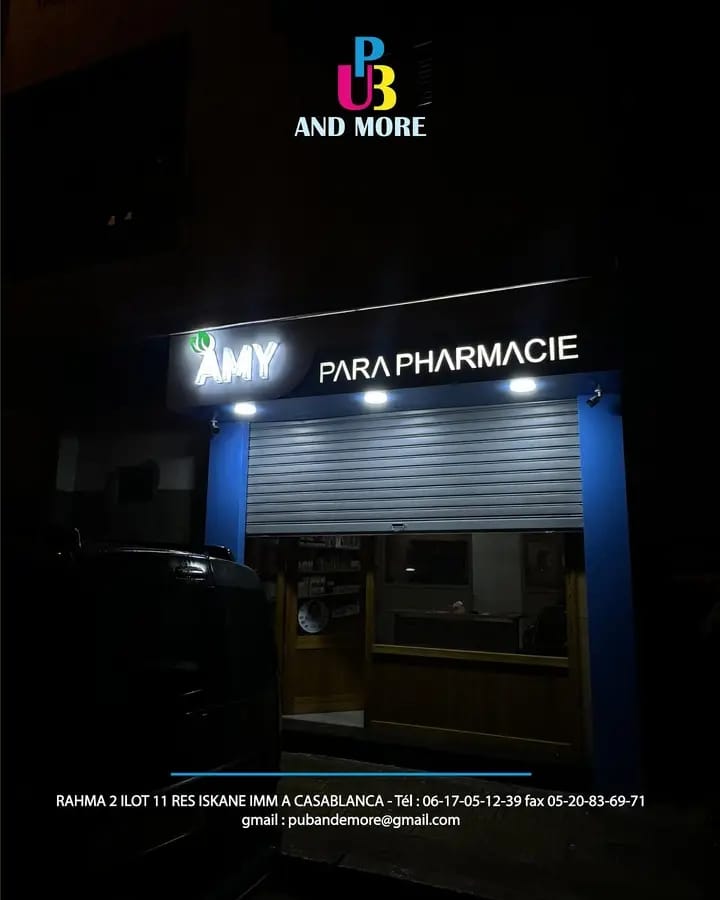 PUB
AND MORE
AMY
PARA PHARMACIE
RAHMA 2 ILOT 11 RES ISKANE IMM A CASABLANCA - Tél : 06-17-05-12-39 fax 05-20-83-69-71
gmail : pubandemore@gmail.com